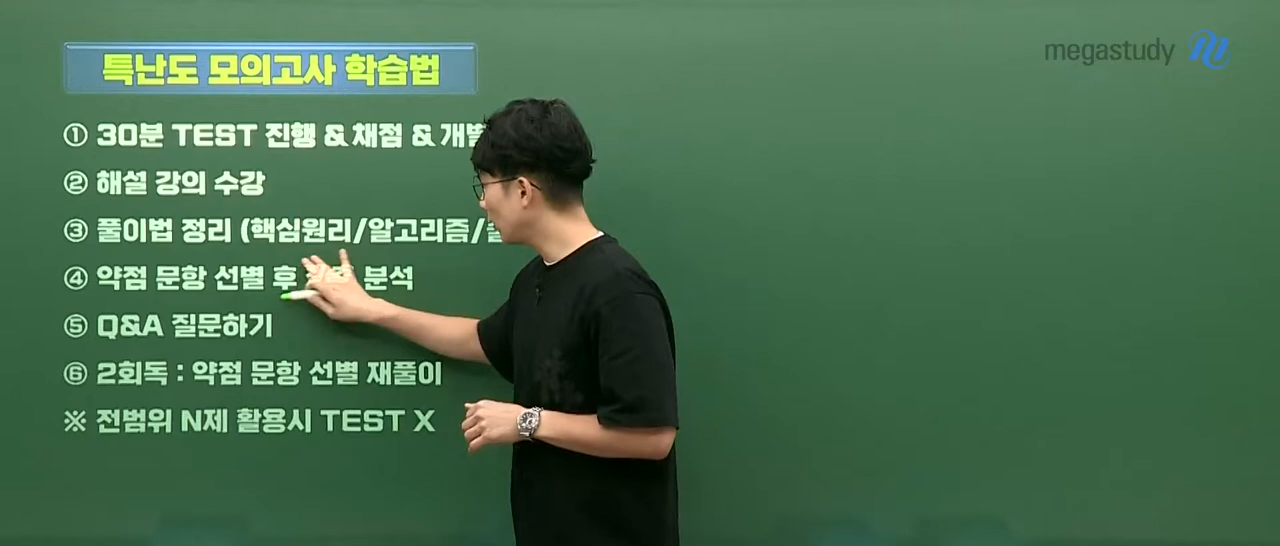 megastudy
특난도 모의고사 학습법
① 30분 TEST 진행 & 채점 &
② 해설 강의 수강
③ 풀이법 정리 (핵심원리/알고리즘/
④ 약점 문항 선별 후 분석
⑤ Q&A 질문하기
⑥ 2회독 : 약점 문항 선별 재풀이
※ 전범위 N제 활용시 TEST X